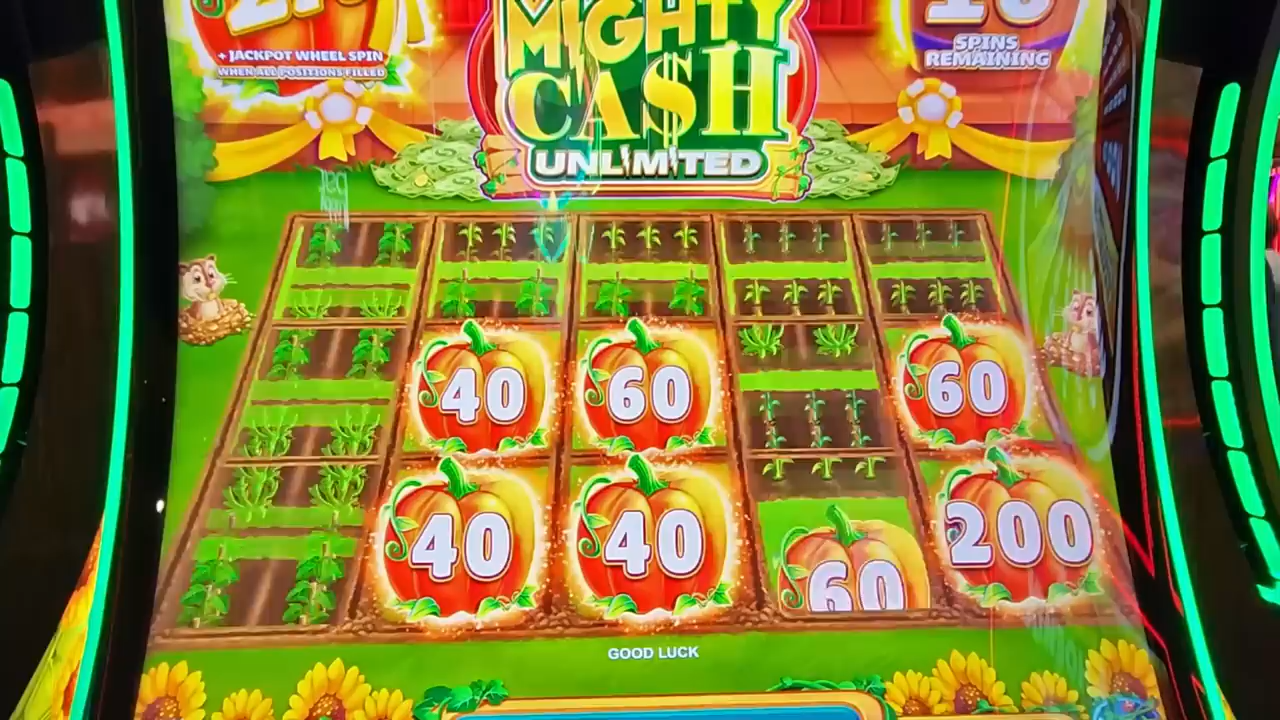 + JACKPOT WHEEL SPIN
WHEN ALL POSITIONS FILLED
MIGHTY
CA$H
UNLIMITED
SPINS
REMAINING
40
60
60
40
40
60
200
GOOD LUCK